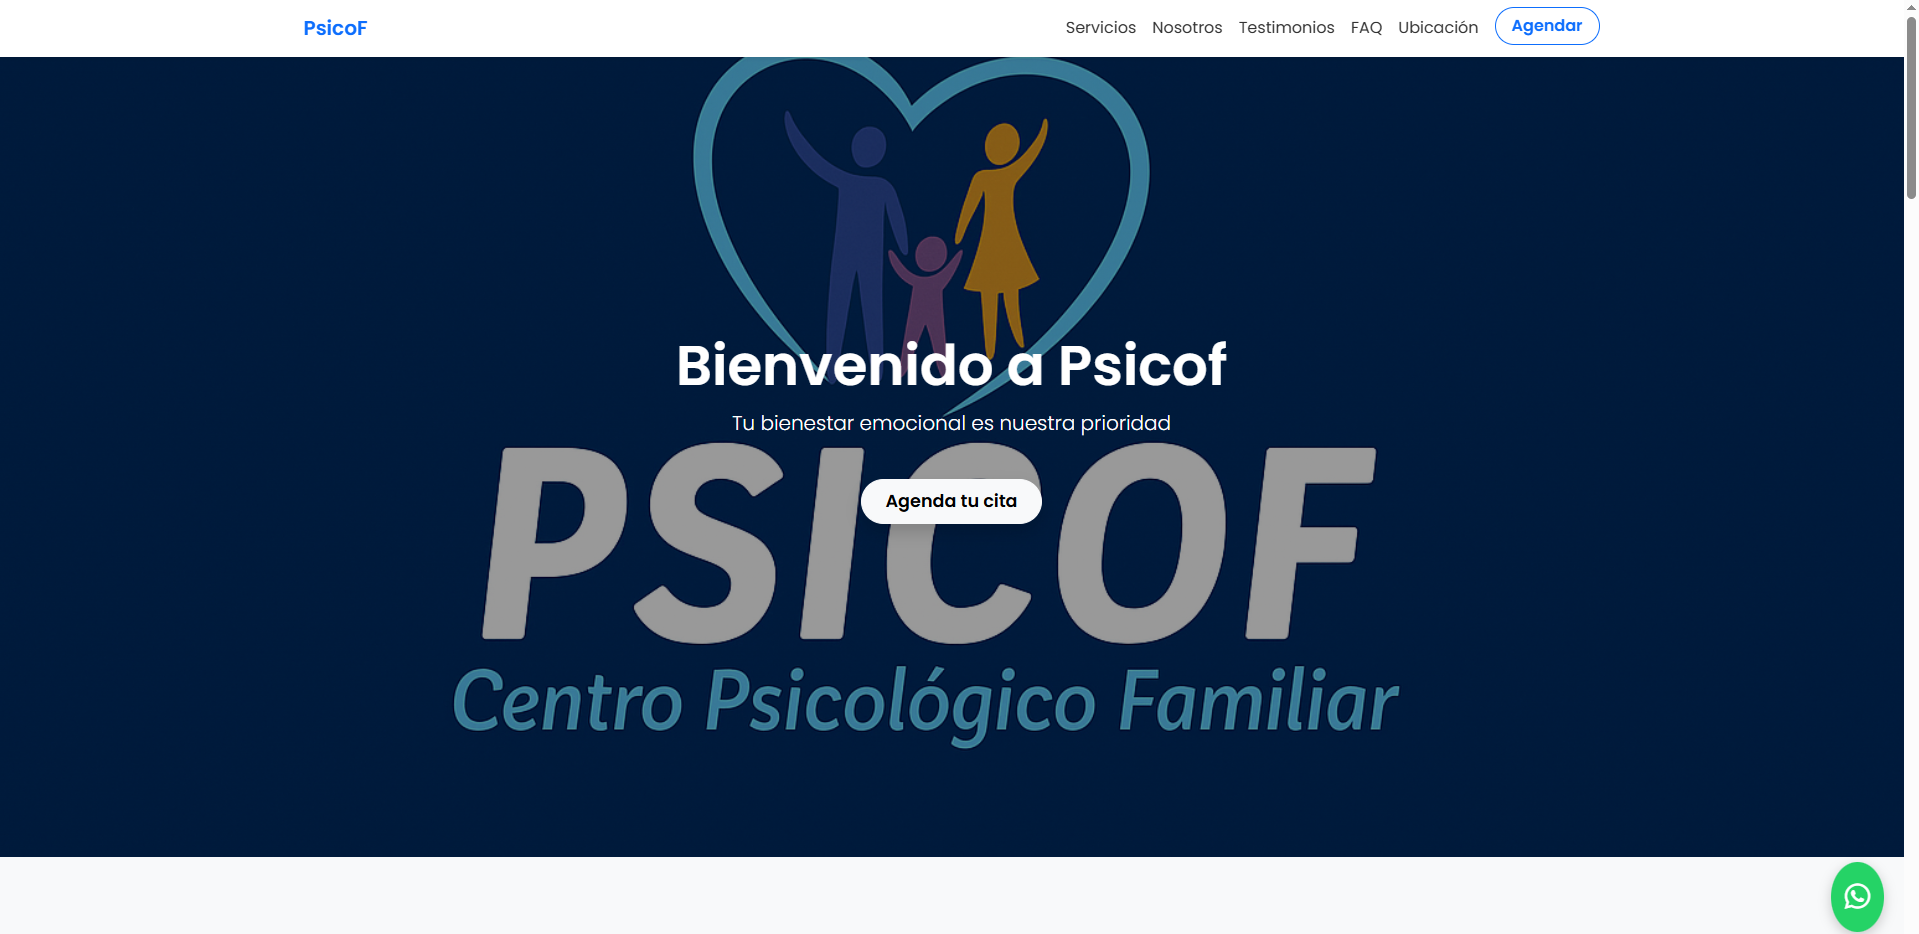 PsicoF
Servicios Nosotros Testimonios FAQ Ubicación Agendar
Bienvenido a Psicof
Tu bienestar emocional es nuestra prioridad
Agenda tu cita
PSICOF
Centro Psicológico Familiar